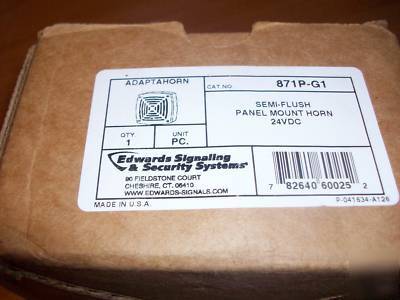 ADAPTAHORN
CAT. NO
871P-G1
SEMI-FLUSH
PANEL MOUNT HORN
24VDC
QTY.
1
UNIT
PC.
Edwards Signaling
& Security Systems
90 FIELDSTONE COURT
CHESHIRE, CT. 06410
WWW.EDWARDS-SIGNALS.COM
7 82640 60025 2
MADE IN U.S.A.
P-041634-A126